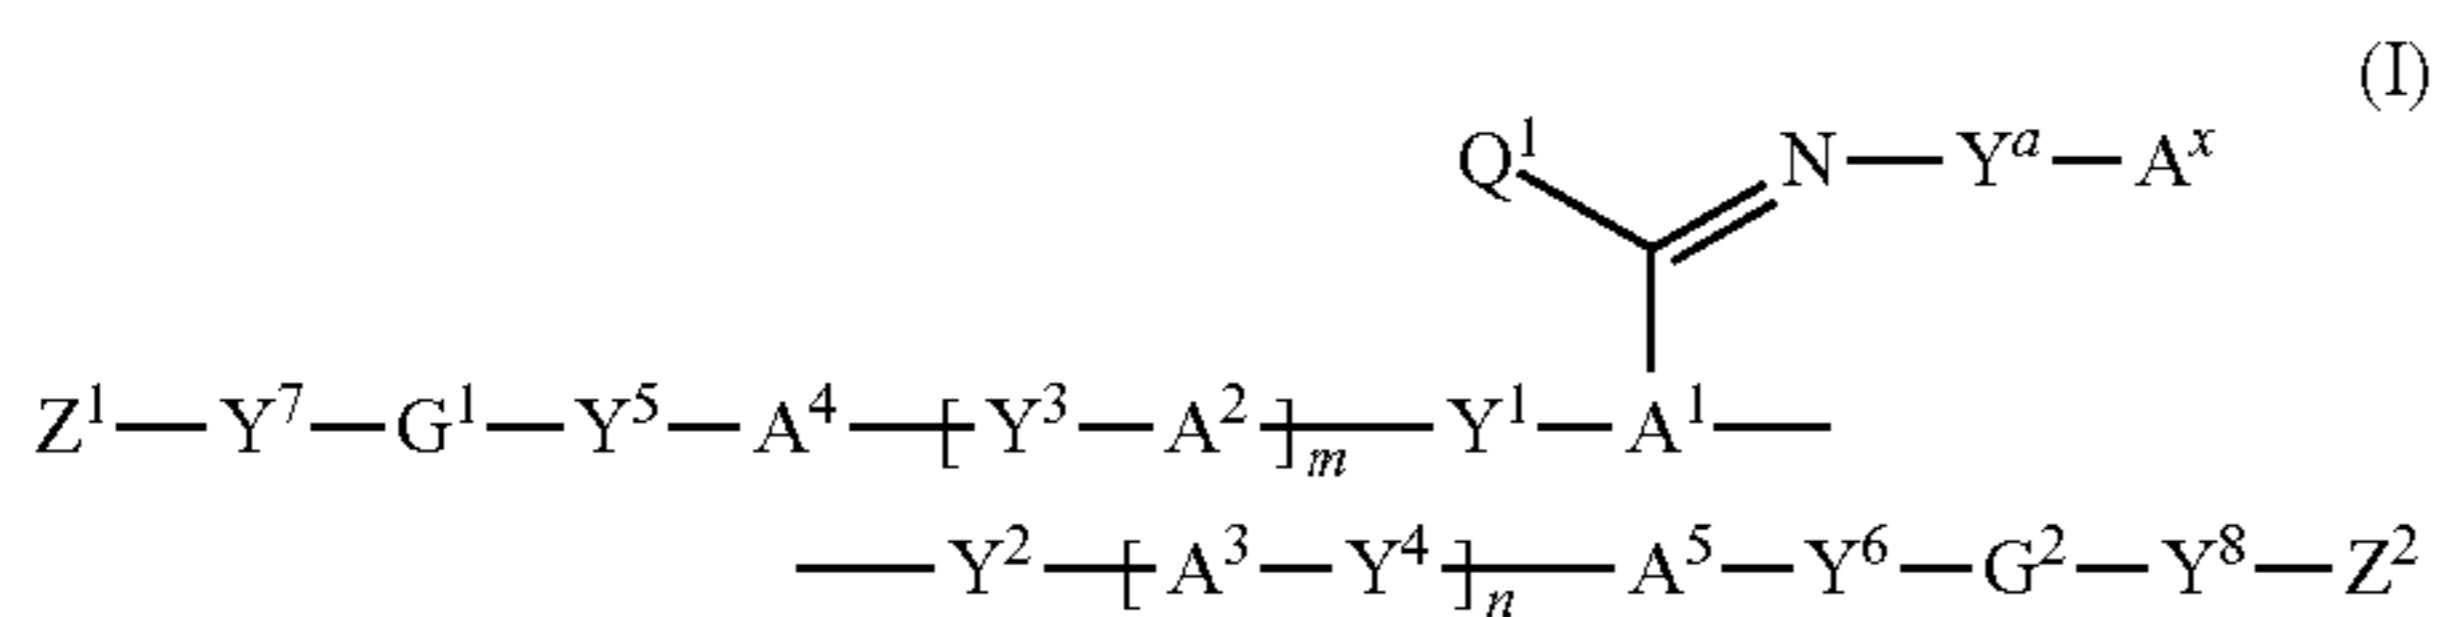 (I)
Q¹ N—Yᵃ—Aˣ
Z¹—Y⁷—G¹—Y⁵—A⁴—[Y³—A²]ₘ—Y¹—A¹—
—Y²—[A³—Y⁴]ₙ—A⁵—Y⁶—G²—Y⁸—Z²